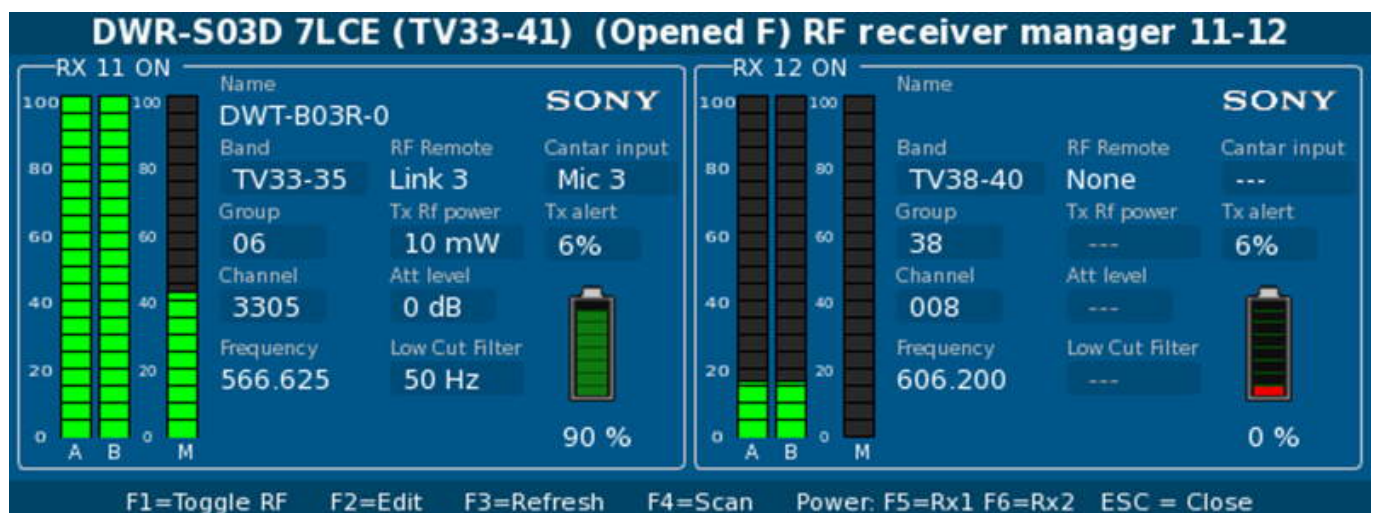 DWR-S03D 7LCE (TV33-41) (Opened F) RF receiver manager 11-12
RX 11 ON
100 100
80 80
60 60
40 40
20 20
0 0
A B M
Name
DWT-B03R-0
SONY
Band RF Remote Cantar input
TV33-35 Link 3 Mic 3
Group Tx Rf power Tx alert
06 10 mW 6%
Channel Att level
3305 0 dB
Frequency Low Cut Filter
566.625 50 Hz
90 %
RX 12 ON
100 100
80 80
60 60
40 40
20 20
0 0
A B M
Name
SONY
Band RF Remote Cantar input
TV38-40 None ---
Group Tx Rf power Tx alert
38 --- 6%
Channel Att level
008 ---
Frequency Low Cut Filter
606.200 ---
0 %
F1=Toggle RF F2=Edit F3=Refresh F4=Scan Power: F5=Rx1 F6=Rx2 ESC = Close